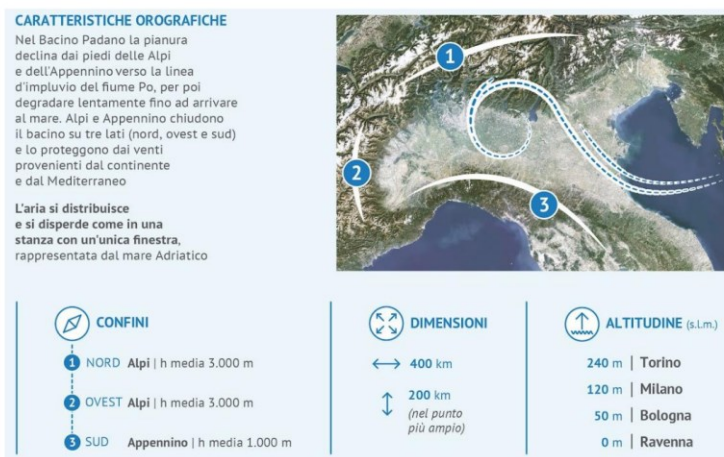 CARATTERISTICHE OROGRAFICHE
Nel Bacino Padano la pianura
declina dai piedi delle Alpi
e dell'Appennino verso la linea
d'impluvio del fiume Po, per poi
degradare lentamente fino ad arrivare
al mare. Alpi e Appennino chiudono
il bacino su tre lati (nord, ovest e sud)
e lo proteggono dai venti
provenienti dal continente
e dal Mediterraneo
L'aria si distribuisce
e si disperde come in una
stanza con un'unica finestra,
rappresentata dal mare Adriatico
1
2
3
CONFINI
1 NORD Alpi | h media 3.000 m
2 OVEST Alpi | h media 3.000 m
3 SUD Appennino | h media 1.000 m
DIMENSIONI
400 km
200 km
(nel punto
più ampio)
ALTITUDINE (s.l.m.)
240 m | Torino
120 m | Milano
50 m | Bologna
0 m | Ravenna